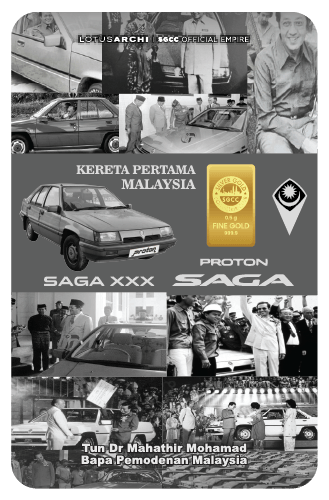 LOTUSARCHI | SGCC OFFICIAL EMPIRE
KERETA PERTAMA
MALAYSIA
SGCC
0,5 g
FINE GOLD
999.9
proton
PROTON
SAGA XXX
SAGA
Tun Dr Mahathir Mohamad
Bapa Pemodenan Malaysia